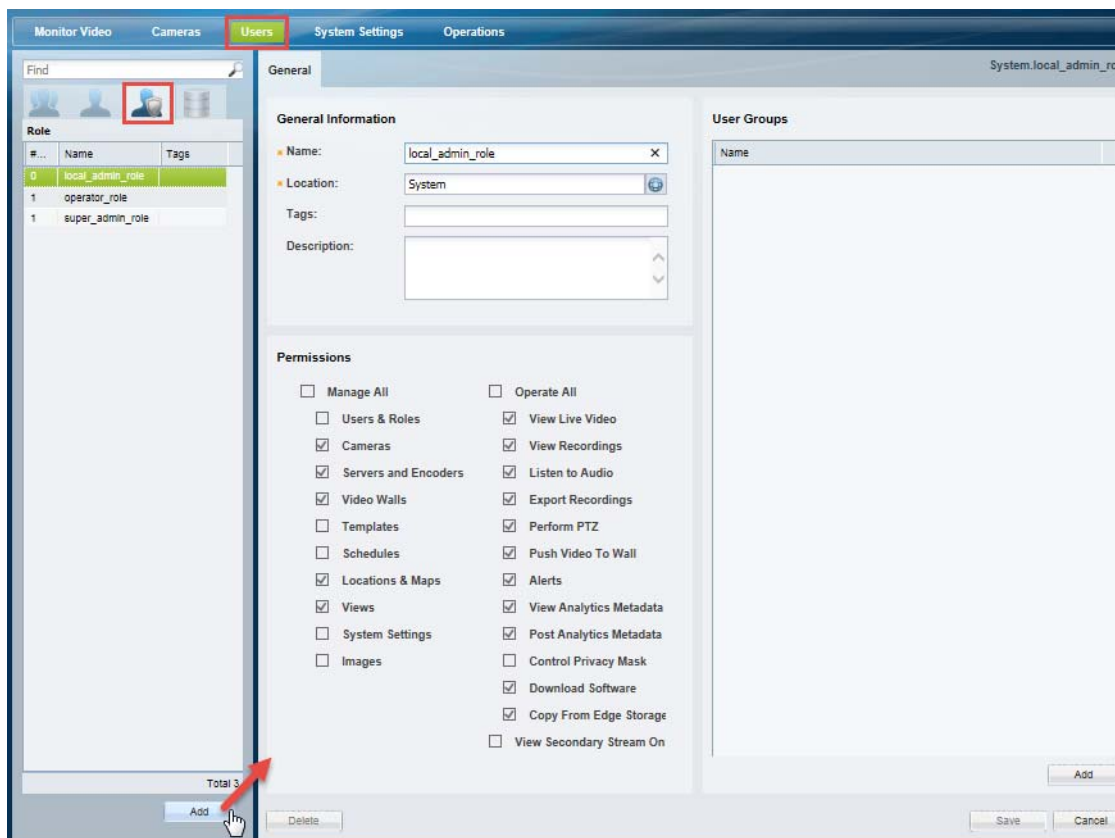 Monitor Video Cameras Users System Settings Operations
Find
Role
#... Name Tags
0 local_admin_role
1 operator_role
1 super_admin_role
Total 3
Add
General
System.local_admin_ro
General Information
* Name: local_admin_role
* Location: System
Tags:
Description:
Permissions
Manage All
Users & Roles
Cameras
Servers and Encoders
Video Walls
Templates
Schedules
Locations & Maps
Views
System Settings
Images
Operate All
View Live Video
View Recordings
Listen to Audio
Export Recordings
Perform PTZ
Push Video To Wall
Alerts
View Analytics Metadata
Post Analytics Metadata
Control Privacy Mask
Download Software
Copy From Edge Storage
View Secondary Stream On
User Groups
Name
Add
Delete
Save Cancel